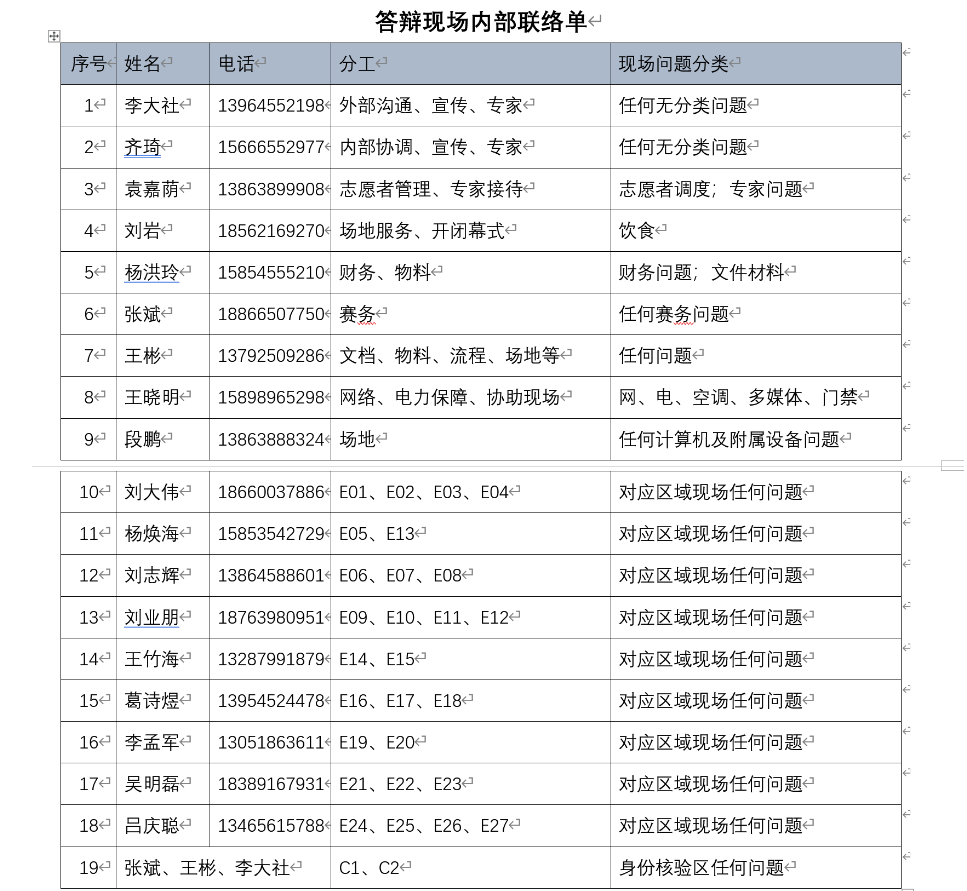 答辩现场内部联络单
序号 姓名 电话 分工 现场问题分类
1 李大社 13964552198 外部沟通、宣传、专家 任何无分类问题
2 齐琦 15666552977 内部协调、宣传、专家 任何无分类问题
3 袁嘉荫 13863899908 志愿者管理、专家接待 志愿者调度；专家问题
4 刘岩 18562169270 场地服务、开闭幕式 饮食
5 杨洪玲 15854555210 财务、物料 财务问题；文件材料
6 张斌 18866507750 赛务 任何赛务问题
7 王彬 13792509286 文档、物料、流程、场地等 任何问题
8 王晓明 15898965298 网络、电力保障、协助现场 网、电、空调、多媒体、门禁
9 段鹏 13863888324 场地 任何计算机及附属设备问题
10 刘大伟 18660037886 E01、E02、E03、E04 对应区域现场任何问题
11 杨焕海 15853542729 E05、E13 对应区域现场任何问题
12 刘志辉 13864588601 E06、E07、E08 对应区域现场任何问题
13 刘业朋 18763980951 E09、E10、E11、E12 对应区域现场任何问题
14 王竹海 13287991879 E14、E15 对应区域现场任何问题
15 葛诗煜 13954524478 E16、E17、E18 对应区域现场任何问题
16 李孟军 13051863611 E19、E20 对应区域现场任何问题
17 吴明磊 18389167931 E21、E22、E23 对应区域现场任何问题
18 吕庆聪 13465615788 E24、E25、E26、E27 对应区域现场任何问题
19 张斌、王彬、李大社 C1、C2 身份核验区任何问题